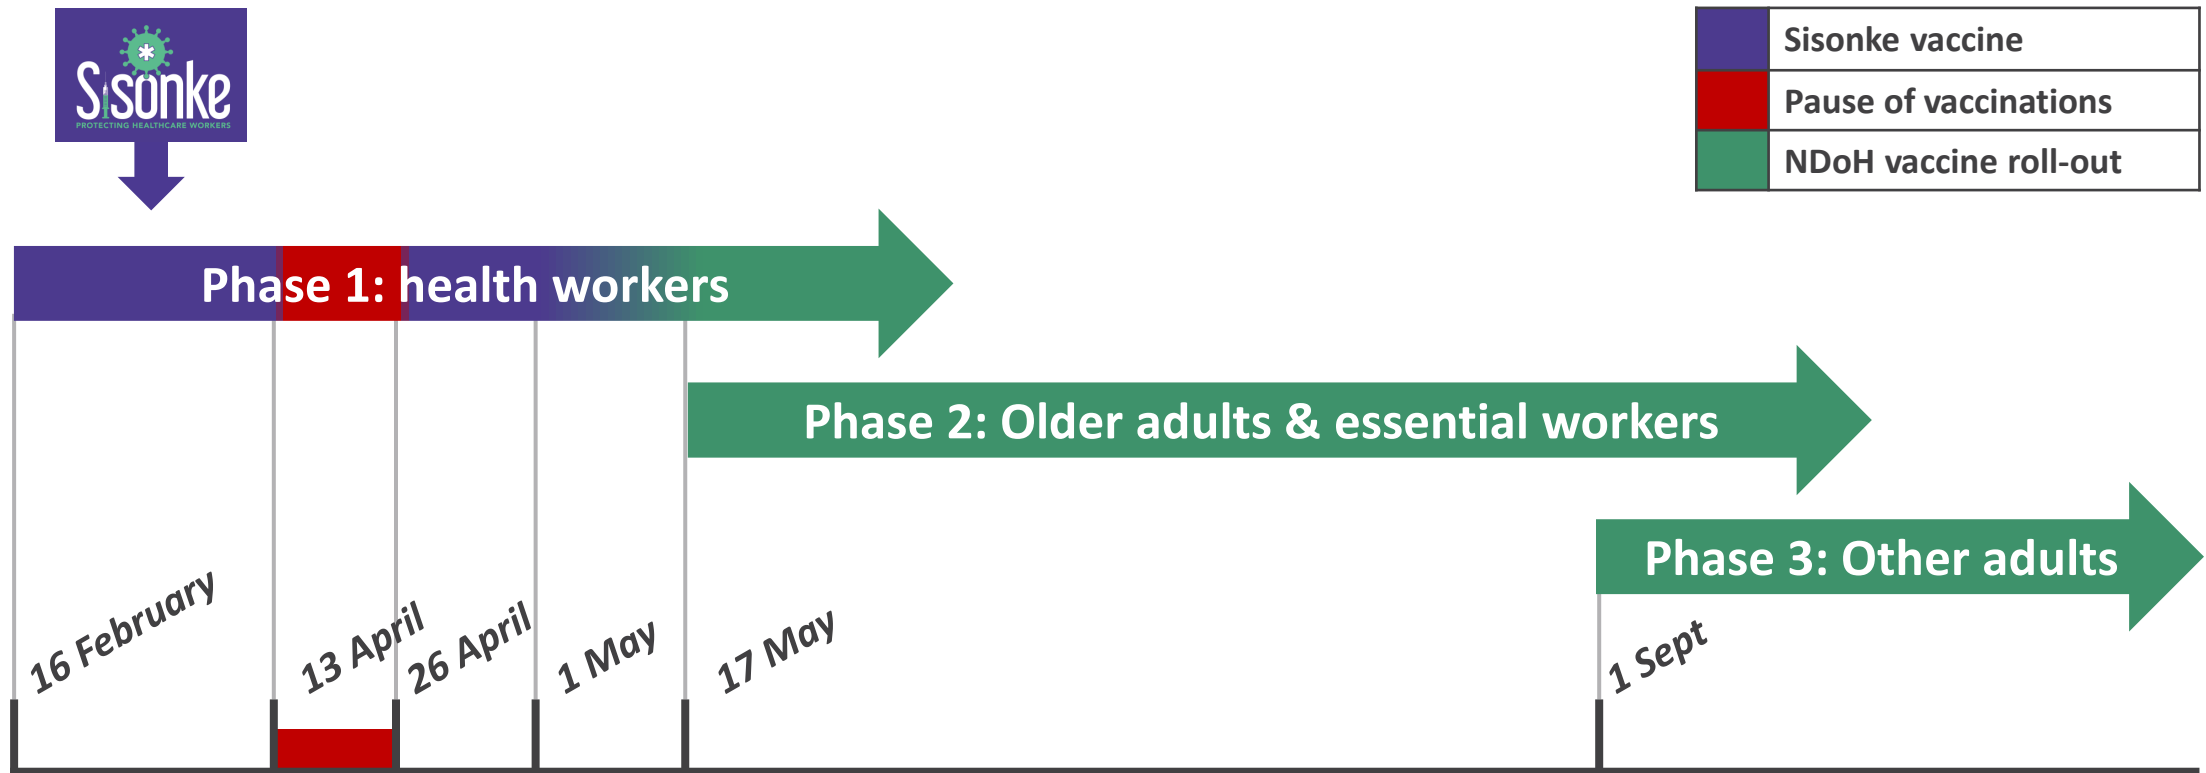 Sisonke
PROTECTING HEALTHCARE WORKERS
Sisonke vaccine
Pause of vaccinations
NDoH vaccine roll-out
Phase 1: health workers
Phase 2: Older adults & essential workers
Phase 3: Other adults
16 February
13 April
26 April
1 May
17 May
1 Sept